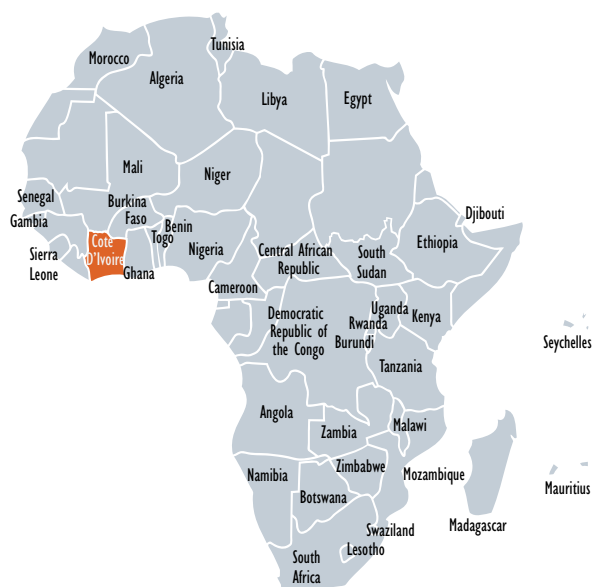 Tunisia
Morocco
Algeria
Libya
Egypt
Mali
Niger
Senegal
Burkina
Faso
Gambia
Benin
Togo
Nigeria
Djibouti
Ethiopia
Cote
D'Ivoire
Sierra
Leone
Ghana
Central African
Republic
South
Sudan
Cameroon
Uganda
Kenya
Democratic
Republic of
the Congo
Rwanda
Burundi
Seychelles
Tanzania
Angola
Malawi
Zambia
Zimbabwe
Mozambique
Namibia
Botswana
Mauritius
Madagascar
Swaziland
Lesotho
South
Africa